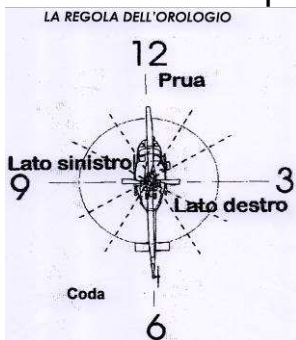 LA REGOLA DELL'OROLOGIO
12
Prua
Lato sinistro
9
3
Lato destro
Coda
6